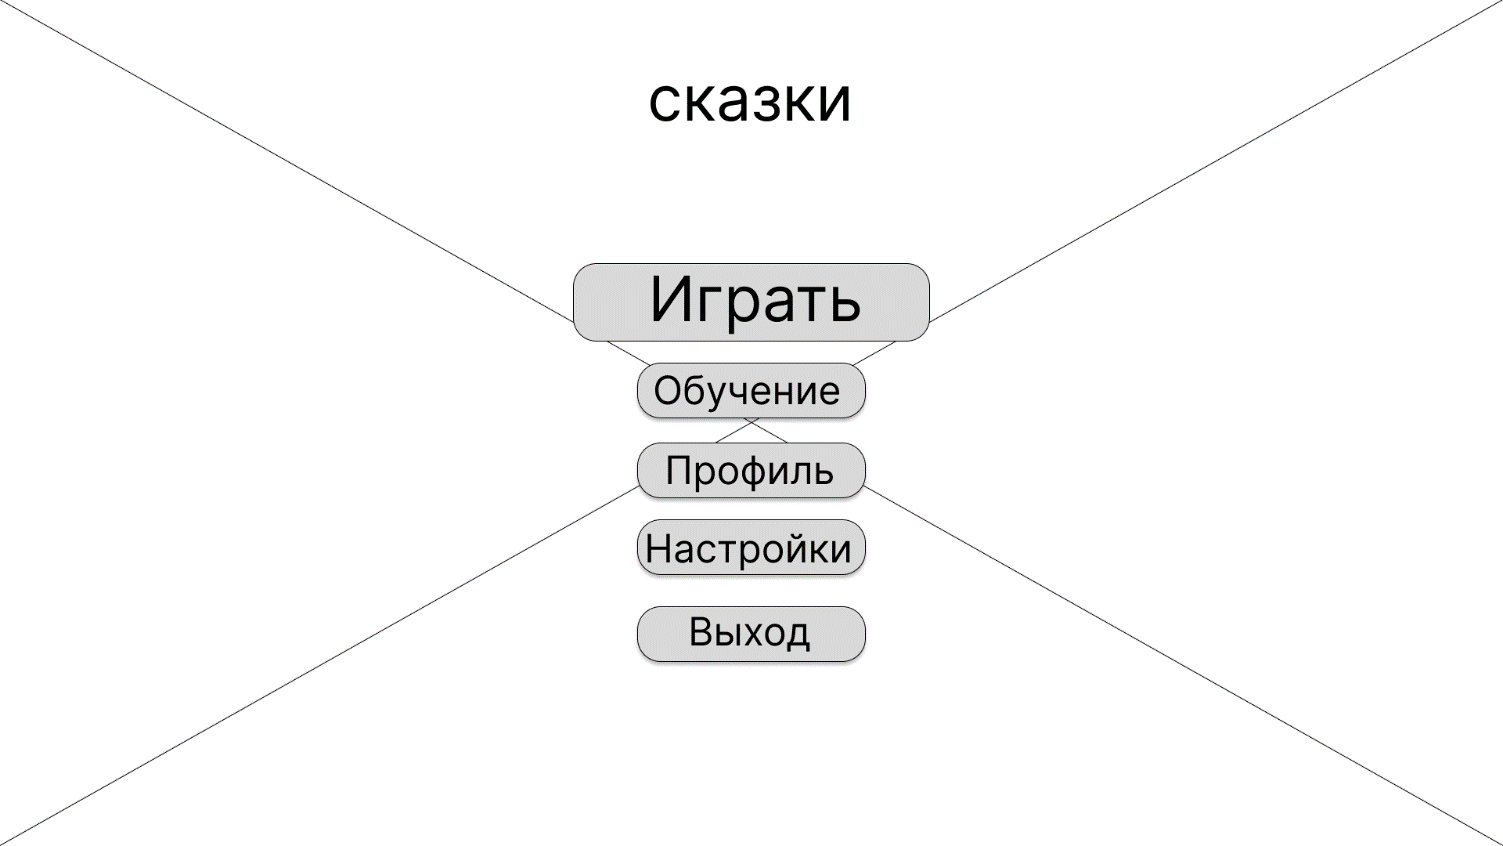 сказки
Играть
Обучение
Профиль
Настройки
Выход